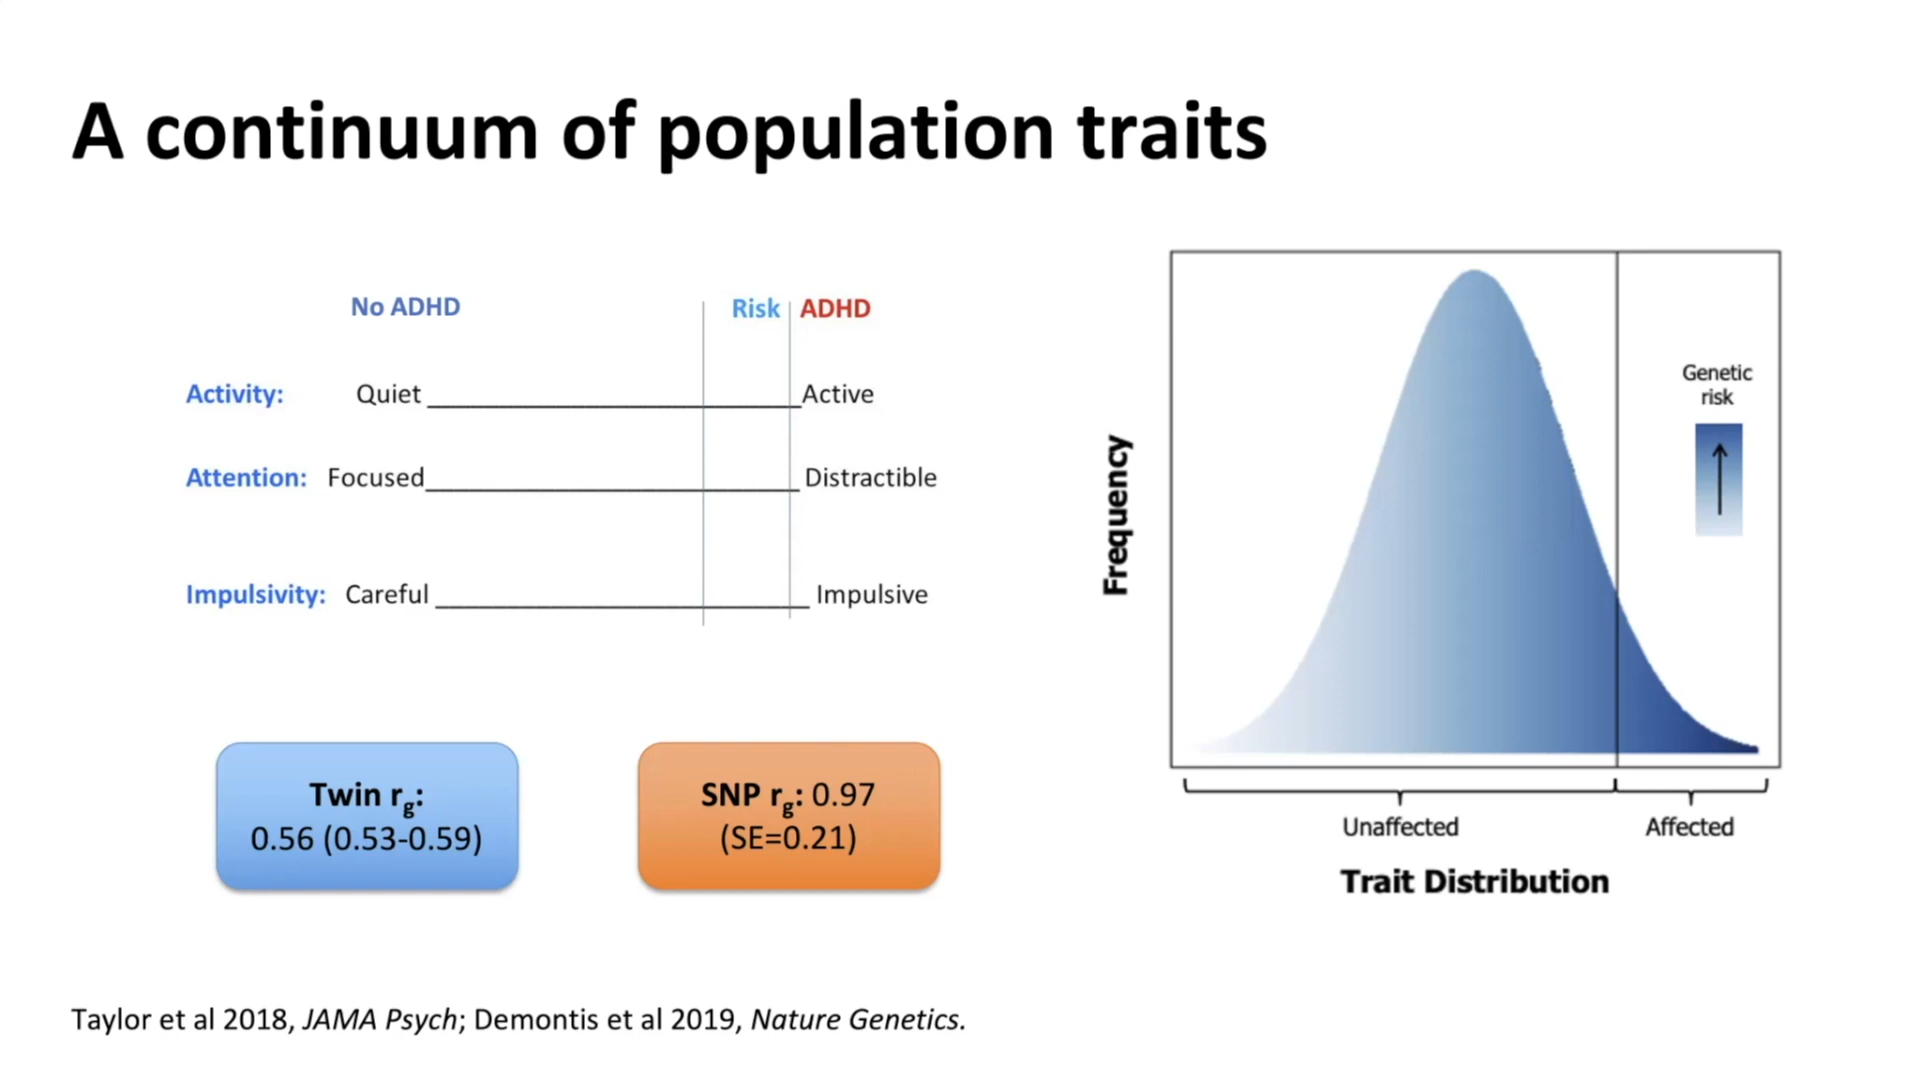 A continuum of population traits
No ADHD
Risk
ADHD
Activity: Quiet Active
Attention: Focused Distractible
Impulsivity: Careful Impulsive
Twin rg:
0.56 (0.53-0.59)
SNP rg: 0.97
(SE=0.21)
Frequency
Genetic
risk
Unaffected
Affected
Trait Distribution
Taylor et al 2018, JAMA Psych; Demontis et al 2019, Nature Genetics.